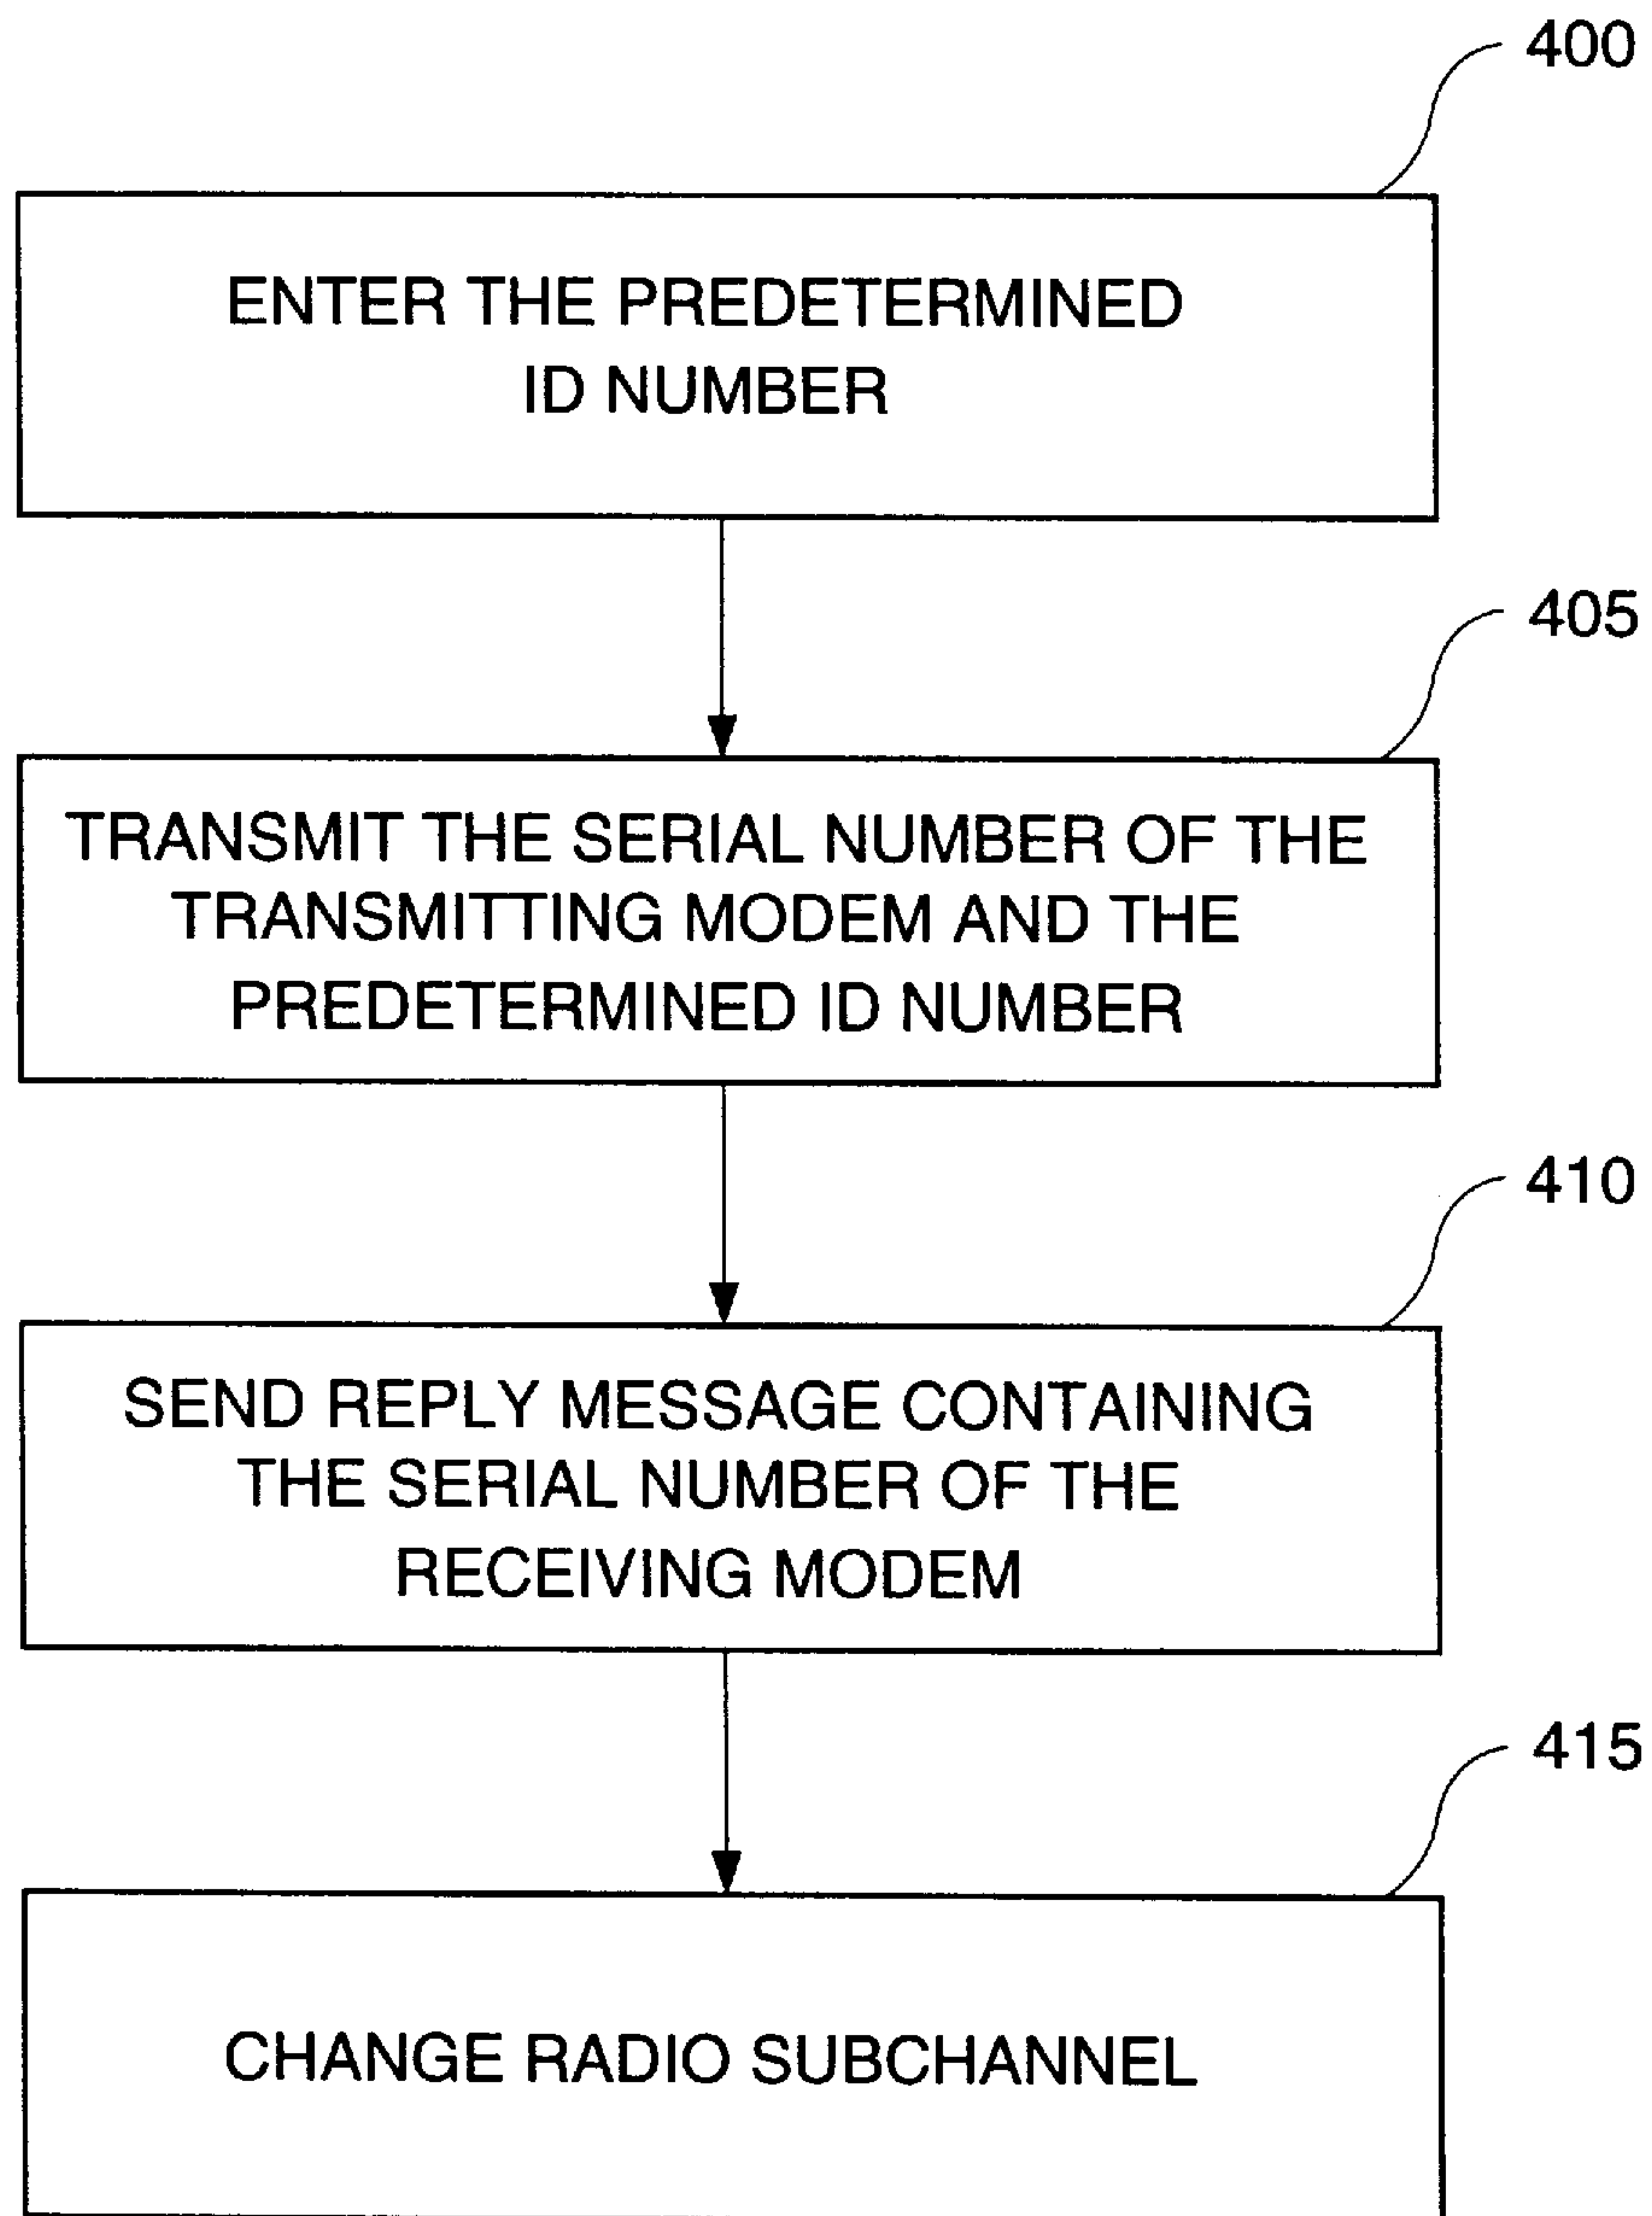 400
ENTER THE PREDETERMINED
ID NUMBER
405
TRANSMIT THE SERIAL NUMBER OF THE
TRANSMITTING MODEM AND THE
PREDETERMINED ID NUMBER
410
SEND REPLY MESSAGE CONTAINING
THE SERIAL NUMBER OF THE
RECEIVING MODEM
415
CHANGE RADIO SUBCHANNEL